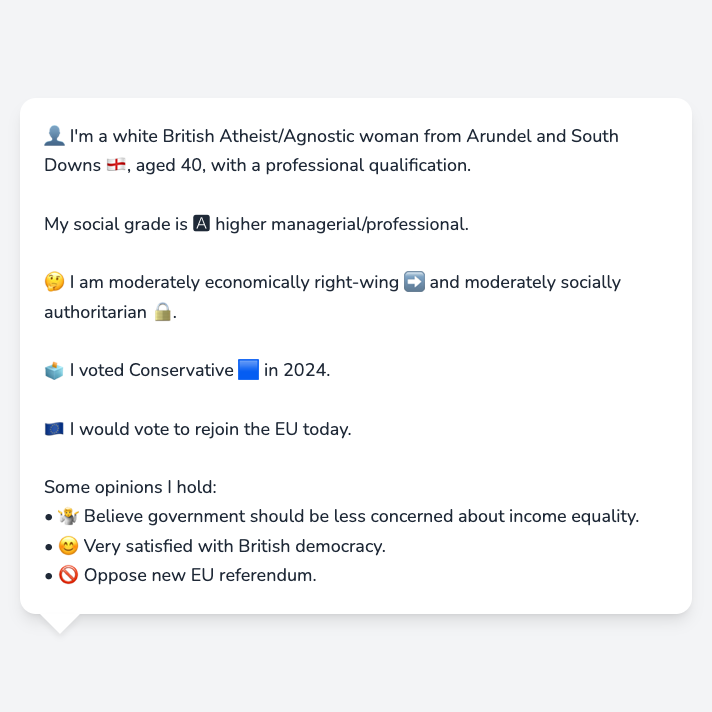 👤 I'm a white British Atheist/Agnostic woman from Arundel and South
Downs 🏴󠁧󠁢󠁥󠁮󠁧󠁿, aged 40, with a professional qualification.
My social grade is 🅰 higher managerial/professional.
🤔 I am moderately economically right-wing ➡️ and moderately socially
authoritarian 🔒.
🗳️ I voted Conservative 🟦 in 2024.
🇪🇺 I would vote to rejoin the EU today.
Some opinions I hold:
• 🤷 Believe government should be less concerned about income equality.
• 😊 Very satisfied with British democracy.
• 🚫 Oppose new EU referendum.